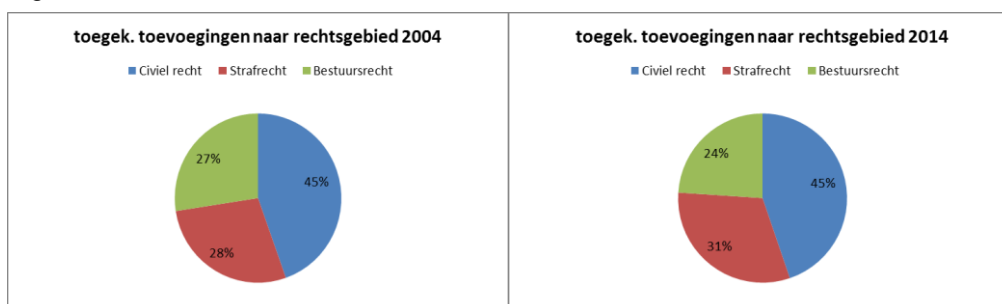 toegek. toevoegingen naar rechtsgebied 2004
Civiel recht Strafrecht Bestuursrecht
27%
45%
28%
toegek. toevoegingen naar rechtsgebied 2014
Civiel recht Strafrecht Bestuursrecht
24%
45%
31%